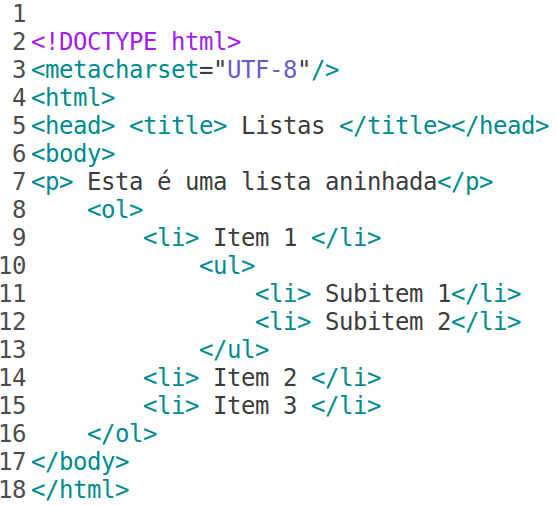 1
2 <!DOCTYPE html>
3 <metacharset="UTF-8"/>
4 <html>
5 <head> <title> Listas </title></head>
6 <body>
7 <p> Esta é uma lista aninhada</p>
8     <ol>
9         <li> Item 1 </li>
10             <ul>
11                 <li> Subitem 1</li>
12                 <li> Subitem 2</li>
13             </ul>
14         <li> Item 2 </li>
15         <li> Item 3 </li>
16     </ol>
17 </body>
18 </html>